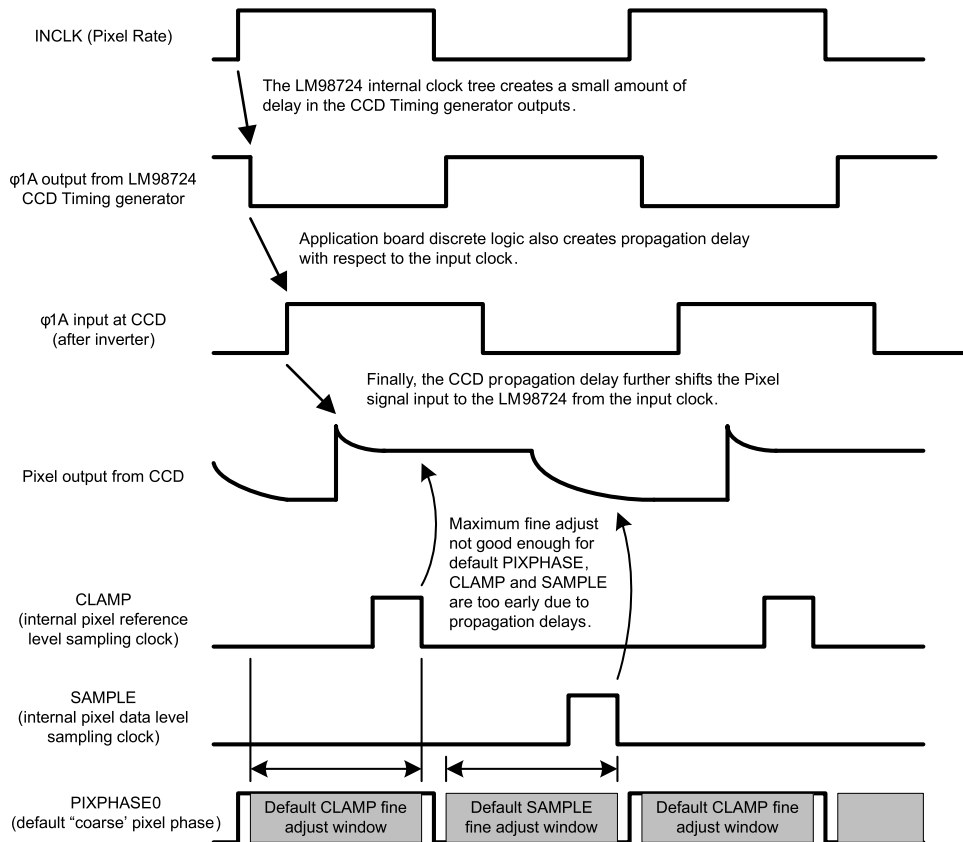 INCLK (Pixel Rate)
The LM98724 internal clock tree creates a small amount of
delay in the CCD Timing generator outputs.
φ1A output from LM98724
CCD Timing generator
Application board discrete logic also creates propagation delay
with respect to the input clock.
φ1A input at CCD
(after inverter)
Finally, the CCD propagation delay further shifts the Pixel
signal input to the LM98724 from the input clock.
Pixel output from CCD
Maximum fine adjust
not good enough for
default PIXPHASE,
CLAMP and SAMPLE
are too early due to
propagation delays.
CLAMP
(internal pixel reference
level sampling clock)
SAMPLE
(internal pixel data level
sampling clock)
PIXPHASE0
(default “coarse’ pixel phase)
Default CLAMP fine
adjust window
Default SAMPLE
fine adjust window
Default CLAMP fine
adjust window